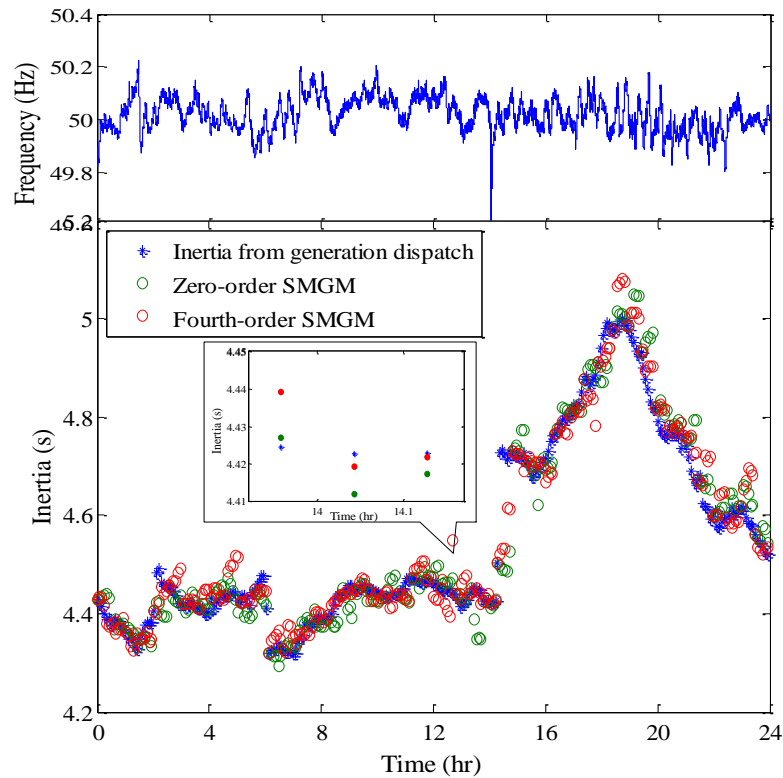 50.4
50.2
50
49.8
Frequency (Hz)
5.2
Inertia from generation dispatch
Zero-order SMGM
Fourth-order SMGM
5
4.8
4.6
4.4
4.2
Inertia (s)
4.45
4.44
4.43
4.42
4.41
Inertia (s)
14 14.1
Time (hr)
0 4 8 12 16 20 24
Time (hr)